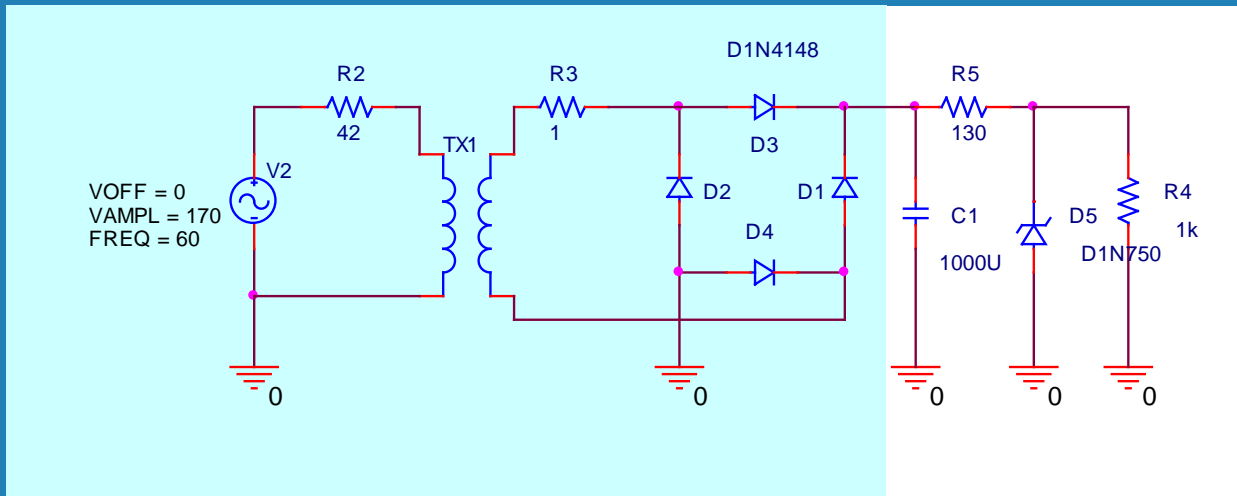 D1N4148
R2
R3
R5
42
1
D3
130
TX1
V2
VOFF = 0
VAMPL = 170
FREQ = 60
D2
D1
R4
C1
D5
1k
D4
1000U
D1N750
0
0
0
0
0